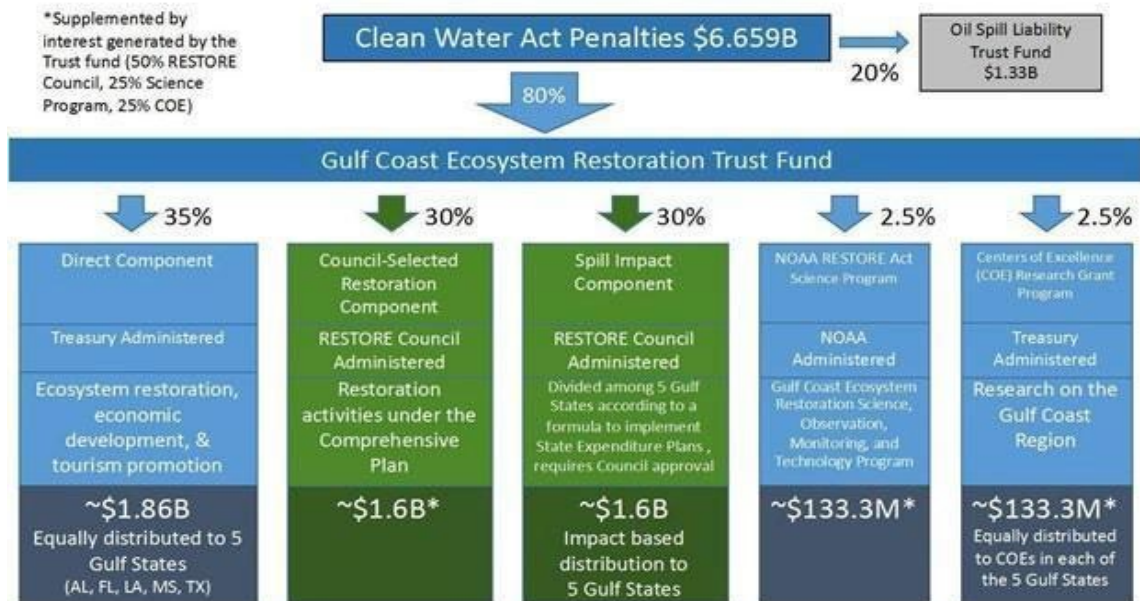 *Supplemented by
interest generated by the
Trust fund (50% RESTORE
Council, 25% Science
Program, 25% COE)
Clean Water Act Penalties $6.659B
20%
Oil Spill Liability
Trust Fund
$1.33B
80%
Gulf Coast Ecosystem Restoration Trust Fund
35%
30%
30%
2.5%
2.5%
Direct Component
Treasury Administered
Ecosystem restoration,
economic
development, &
tourism promotion
~$1.86B
Equally distributed to 5
Gulf States
(AL, FL, LA, MS, TX)
Council-Selected
Restoration
Component
RESTORE Council
Administered
Restoration
activities under the
Comprehensive
Plan
~$1.6B*
Spill Impact
Component
RESTORE Council
Administered
Divided among 5 Gulf
States according to a
formula to implement
State Expenditure Plans ,
requires Council approval
~$1.6B
Impact based
distribution to
5 Gulf States
NOAA RESTORE Act
Science Program
NOAA
Administered
Gulf Coast Ecosystem
Restoration Science,
Observation,
Monitoring, and
Technology Program
~$133.3M*
Centers of Excellence
(COE) Research Grant
Program
Treasury
Administered
Research on the
Gulf Coast
Region
~$133.3M*
Equally distributed
to COEs in each of
the 5 Gulf States